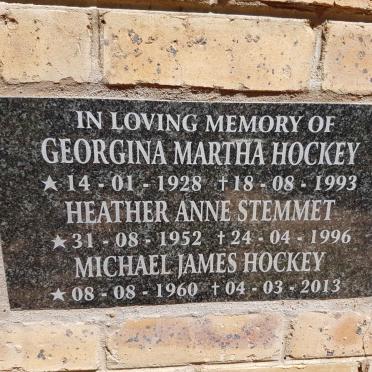 IN LOVING MEMORY OF
GEORGINA MARTHA HOCKEY
★ 14 - 01 - 1928 † 18 - 08 - 1993
HEATHER ANNE STEMMET
★ 31 - 08 - 1952 † 24 - 04 - 1996
MICHAEL JAMES HOCKEY
★ 08 - 08 - 1960 † 04 - 03 - 2013